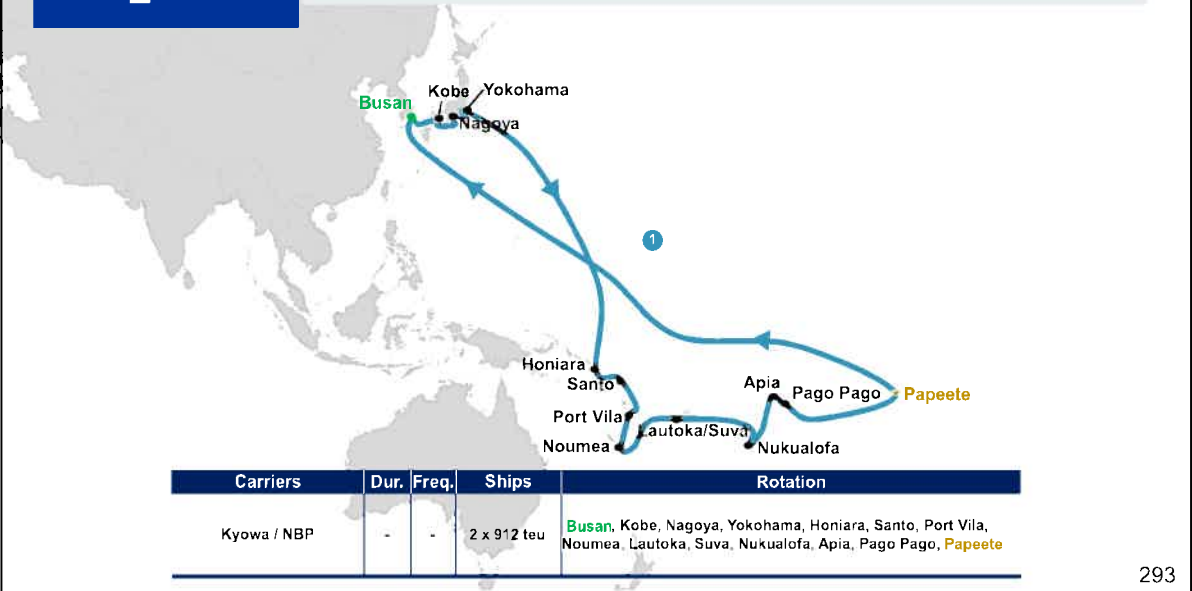 Kobe
Yokohama
Busan
Nagoya
1
Honiara
Santo
Apia
Pago Pago
Papeete
Port Vila
Lautoka/Suva
Noumea
Nukualofa
Carriers Dur. Freq. Ships Rotation
Kyowa / NBP - - 2 x 912 teu Busan, Kobe, Nagoya, Yokohama, Honiara, Santo, Port Vila,
Noumea, Lautoka, Suva, Nukualofa, Apia, Pago Pago, Papeete
293